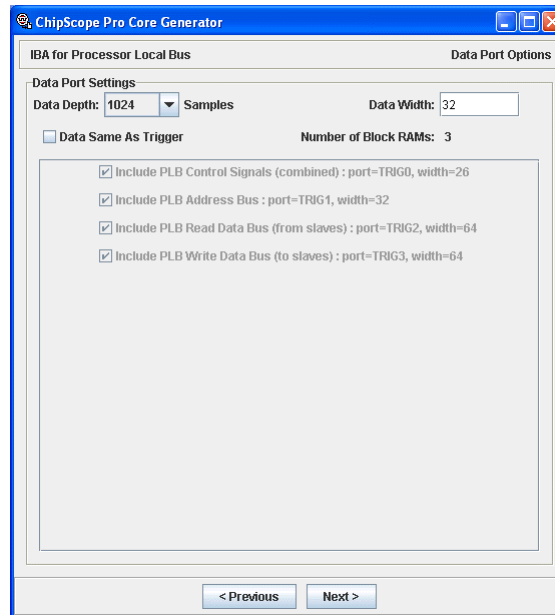 ChipScope Pro Core Generator
IBA for Processor Local Bus Data Port Options
Data Port Settings
Data Depth: 1024 Samples Data Width: 32
Data Same As Trigger Number of Block RAMs: 3
Include PLB Control Signals (combined) : port=TRIG0, width=26
Include PLB Address Bus : port=TRIG1, width=32
Include PLB Read Data Bus (from slaves) : port=TRIG2, width=64
Include PLB Write Data Bus (to slaves) : port=TRIG3, width=64
< Previous Next >